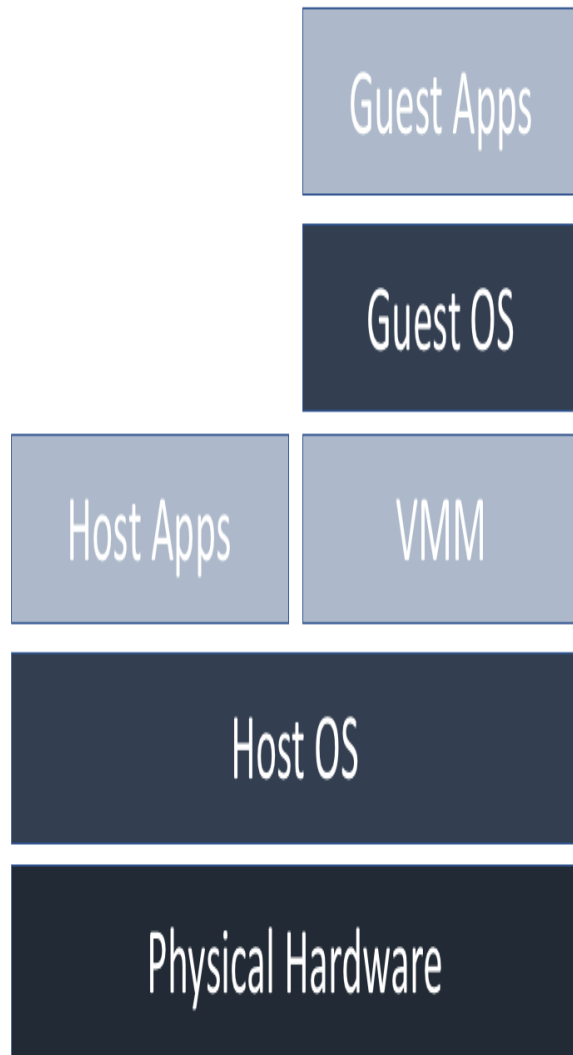 Guest Apps
Guest OS
Host Apps
VMM
Host OS
Physical Hardware